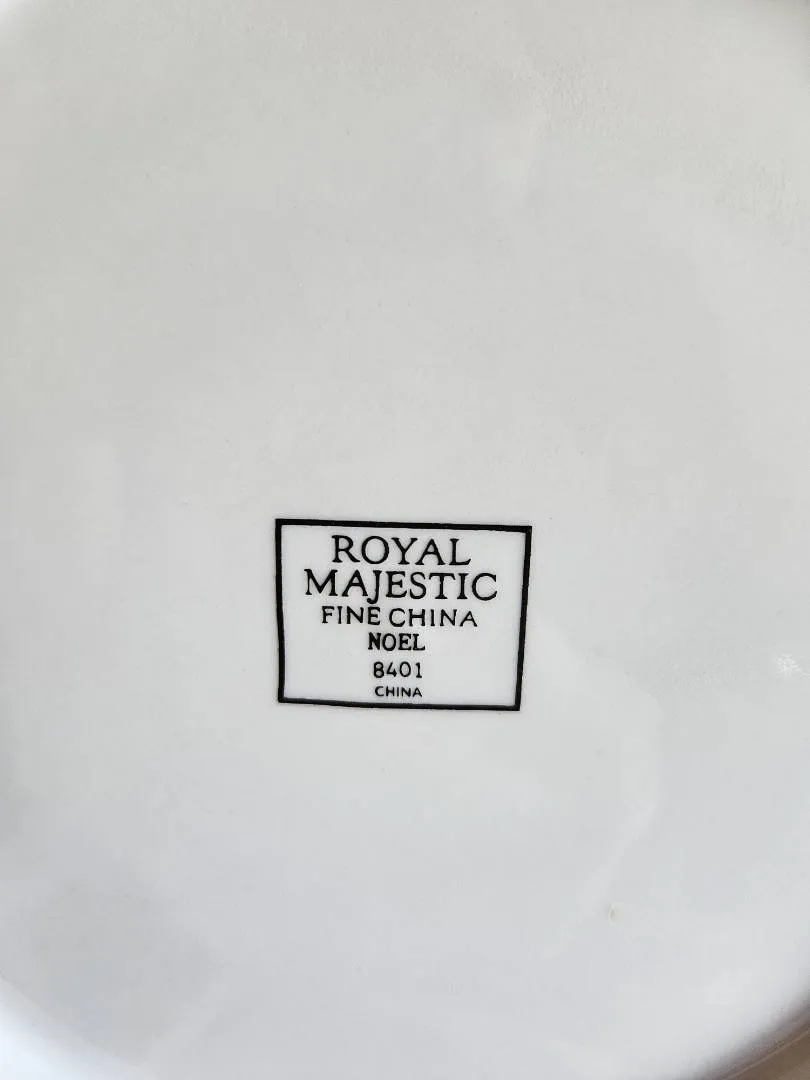 ROYAL
MAJESTIC
FINE CHINA
NOEL
8401
CHINA